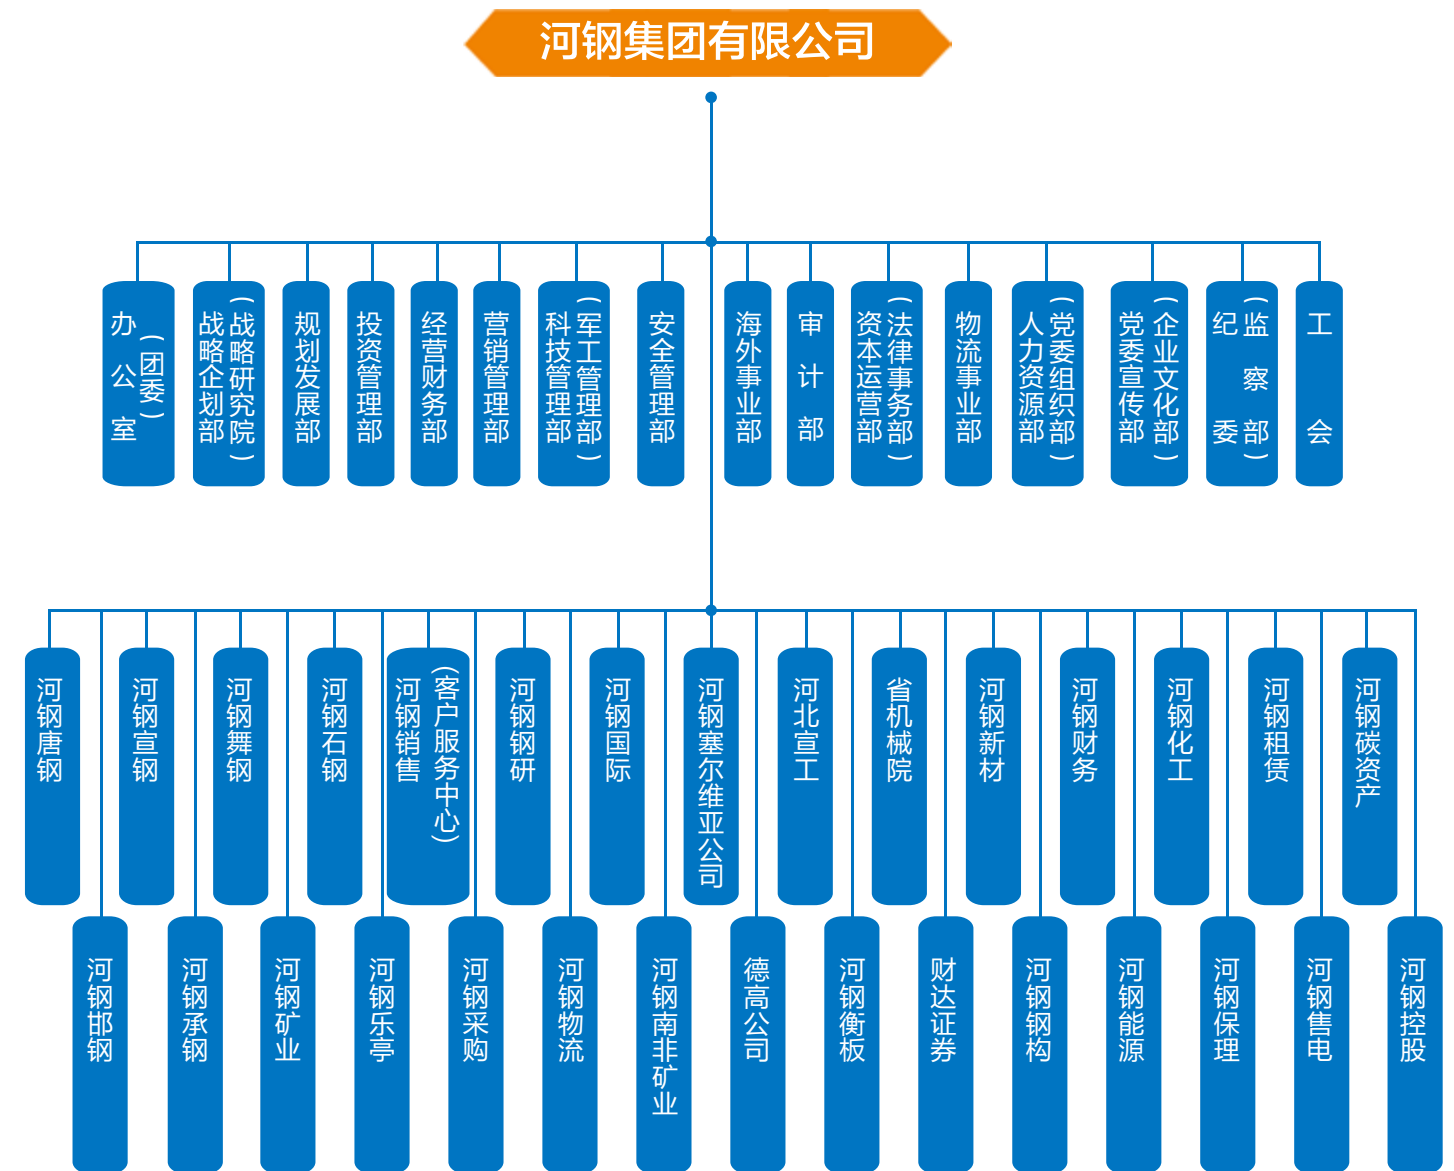 河钢集团有限公司
办公室
(团委)
战略企划部
(战略研究院)
规划发展部
投资管理部
经营财务部
营销管理部
科技管理部
(军工管理部)
安全管理部
海外事业部
审计部
资本运营部
(法律事务部)
物流事业部
人力资源部
(党委组织部)
党委宣传部
(企业文化部)
纪委
(监察部)
工会
河钢唐钢
河钢宣钢
河钢舞钢
河钢石钢
河钢销售
(客户服务中心)
河钢钢研
河钢国际
河钢塞尔维亚公司
河北宣工
省机械院
河钢新材
河钢财务
河钢化工
河钢租赁
河钢碳资产
河钢邯钢
河钢承钢
河钢矿业
河钢乐亭
河钢采购
河钢物流
河钢南非矿业
德高公司
河钢衡板
财达证券
河钢钢构
河钢能源
河钢保理
河钢售电
河钢控股